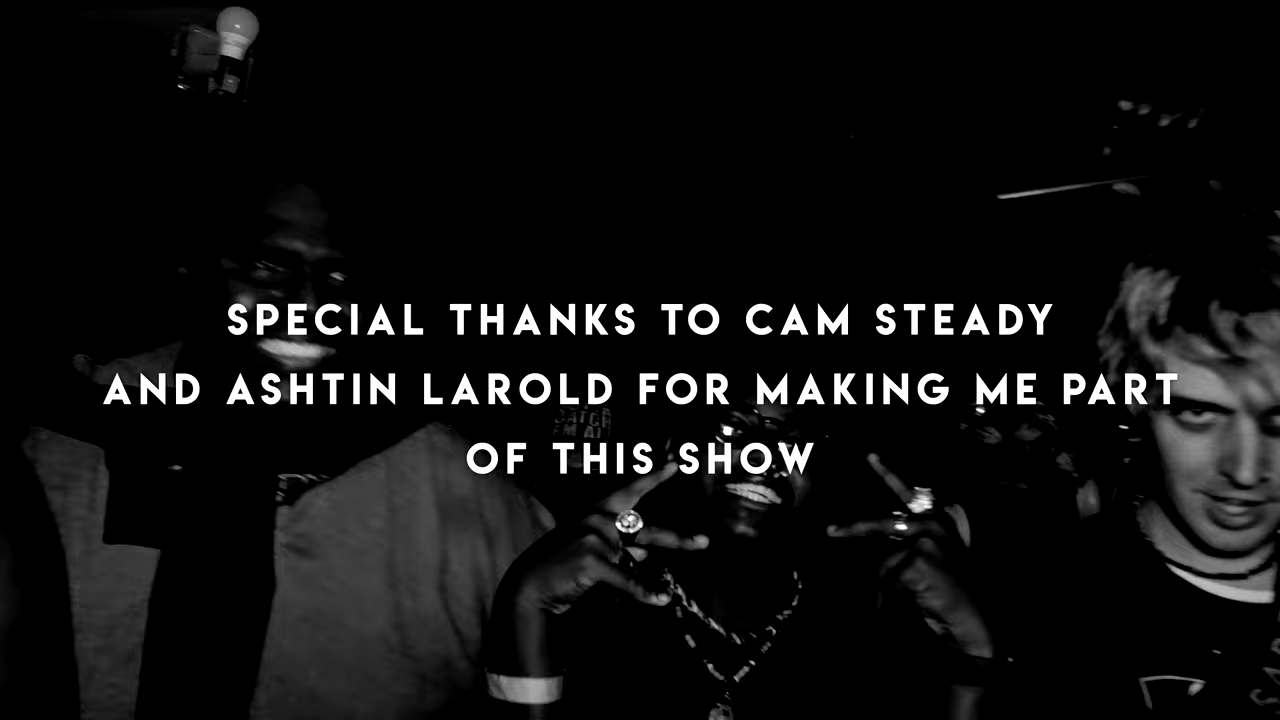 SPECIAL THANKS TO CAM STEADY
AND ASHTIN LAROLD FOR MAKING ME PART
OF THIS SHOW